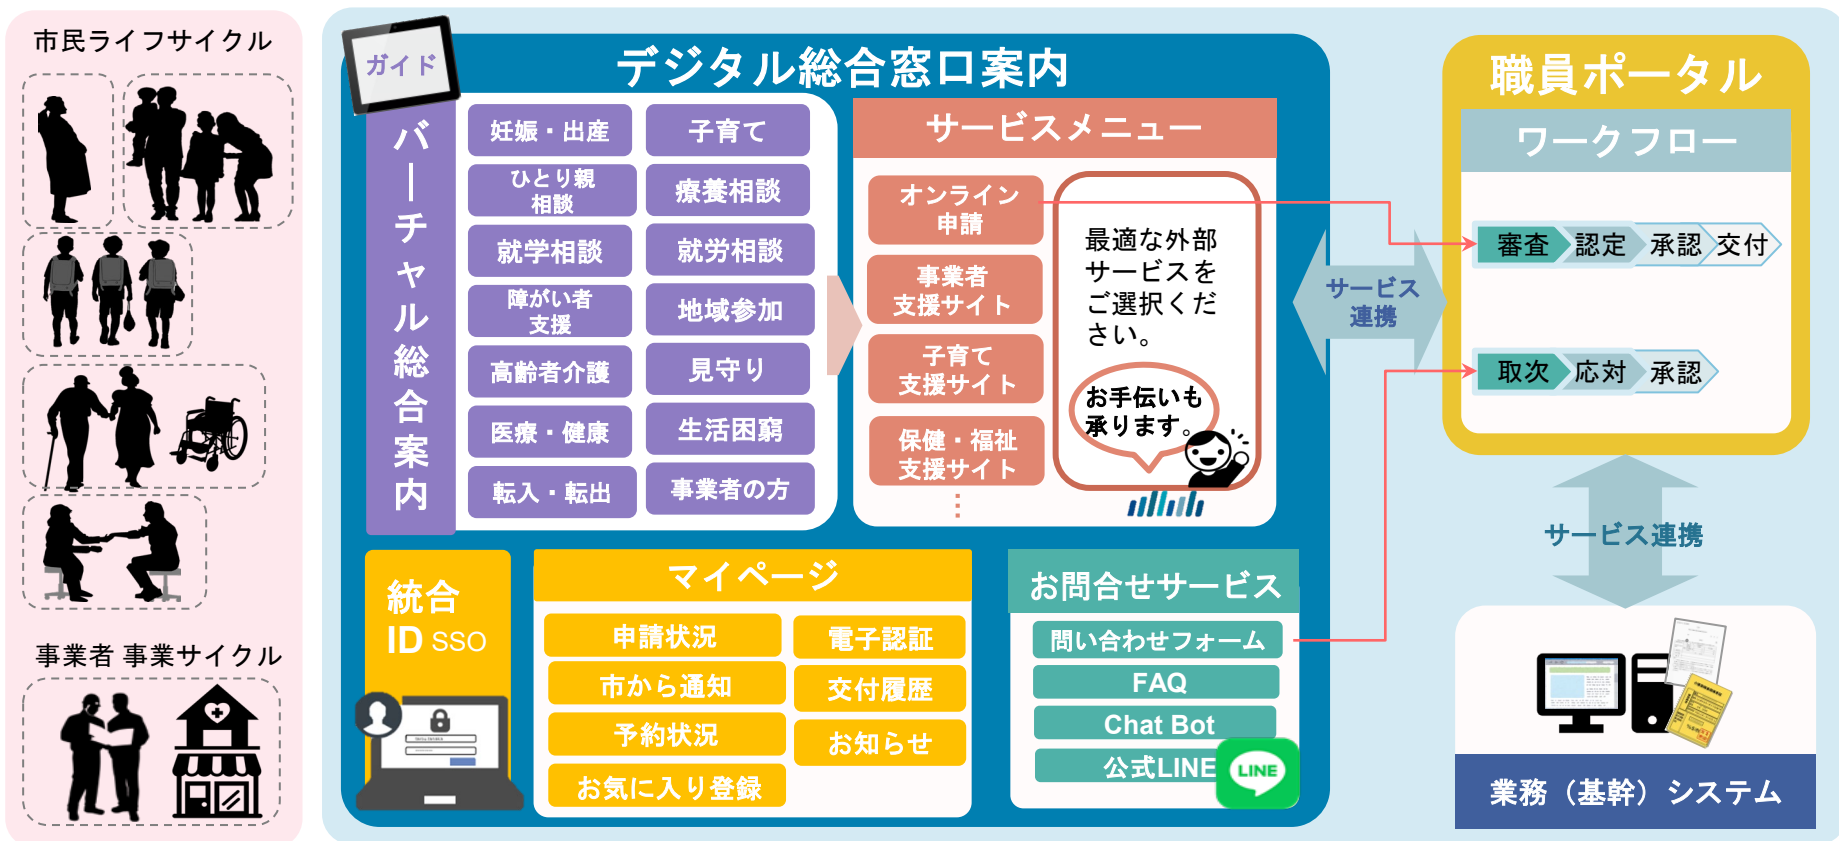 市民ライフサイクル
事業者 事業サイクル
ガイド
デジタル総合窓口案内
バーチャル総合案内
妊娠・出産
子育て
ひとり親
相談
療養相談
就学相談
就労相談
障がい者
支援
地域参加
高齢者介護
見守り
医療・健康
生活困窮
転入・転出
事業者の方
サービスメニュー
オンライン
申請
事業者
支援サイト
子育て
支援サイト
保健・福祉
支援サイト
⋮
最適な外部
サービスを
ご選択くだ
さい。
お手伝いも
承ります。
統合
ID SSO
マイページ
申請状況
電子認証
市から通知
交付履歴
予約状況
お知らせ
お気に入り登録
お問合せサービス
問い合わせフォーム
FAQ
Chat Bot
公式LINE
LINE
サービス
連携
職員ポータル
ワークフロー
審査
認定
承認
交付
取次
応対
承認
サービス連携
業務（基幹）システム